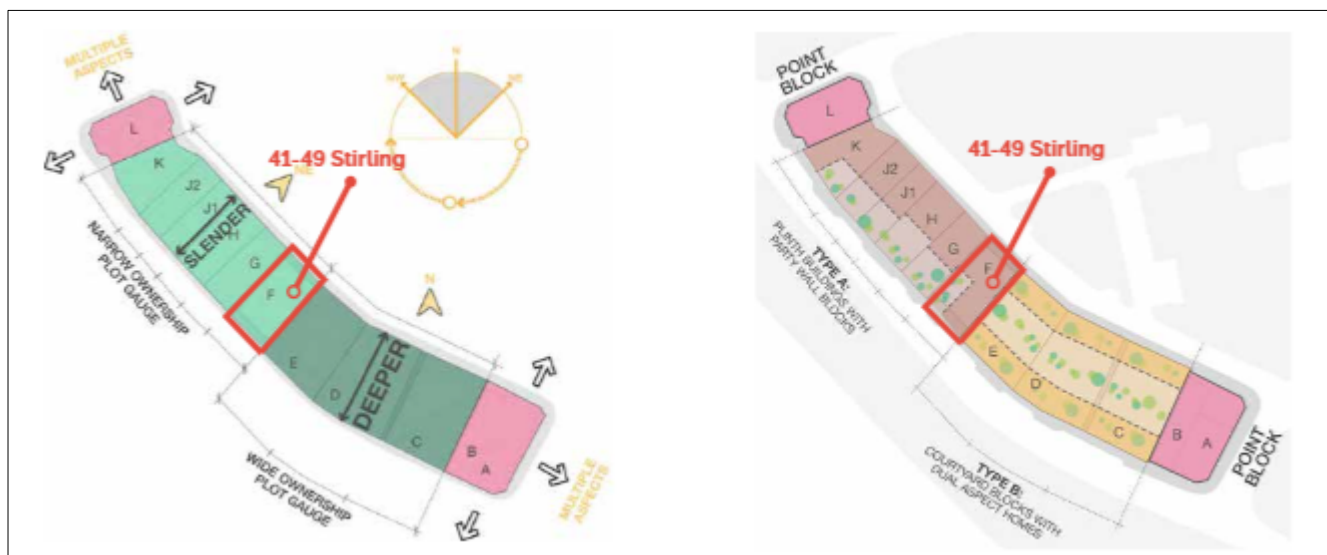 MULTIPLE
ASPECTS
N
NW
NE
L
K
J2
J1
H
G
F
E
D
C
B
A
41-49 Stirling
NE
N
SLENDER
DEEPER
NARROW OWNERSHIP
PLOT GAUGE
WIDE OWNERSHIP
PLOT GAUGE
MULTIPLE
ASPECTS
POINT
BLOCK
L
K
J2
J1
H
G
F
E
D
C
B
A
41-49 Stirling
TYPE A:
PLINTH BUILDINGS WITH
PARTY WALL BLOCKS
TYPE B:
COURTYARD BLOCKS WITH
DUAL ASPECT HOMES
POINT
BLOCK